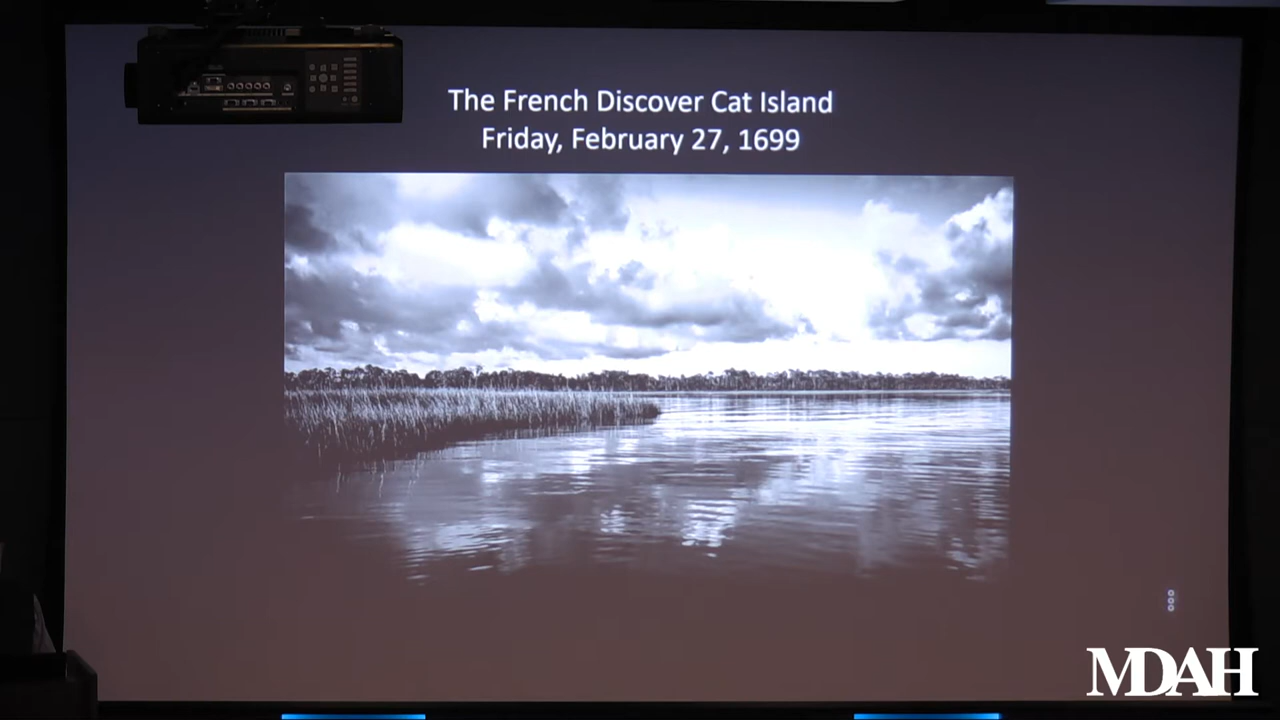 The French Discover Cat Island
Friday, February 27, 1699
MDAH